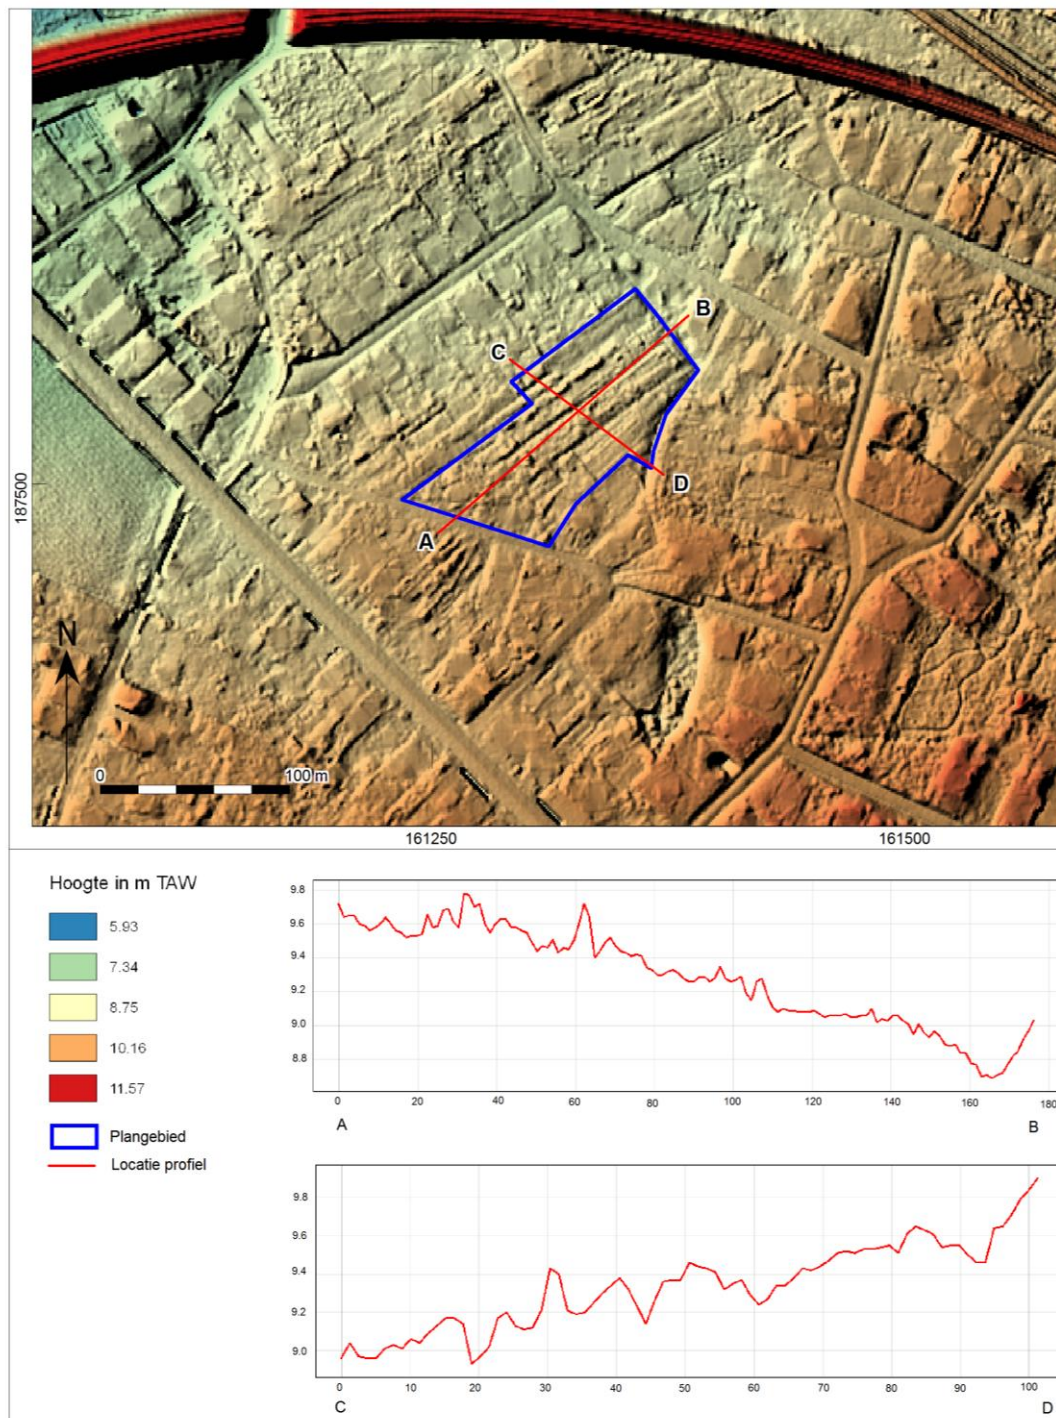 B
C
D
A
187500
N
0 100 m
161250 161500
Hoogte in m TAW
5.93
7.34
8.75
10.16
11.57
Plangebied
Locatie profiel
9.8
9.6
9.4
9.2
9.0
8.8
0 20 40 60 80 100 120 140 160 180
A B
9.8
9.6
9.4
9.2
9.0
0 10 20 30 40 50 60 70 80 90 100
C D